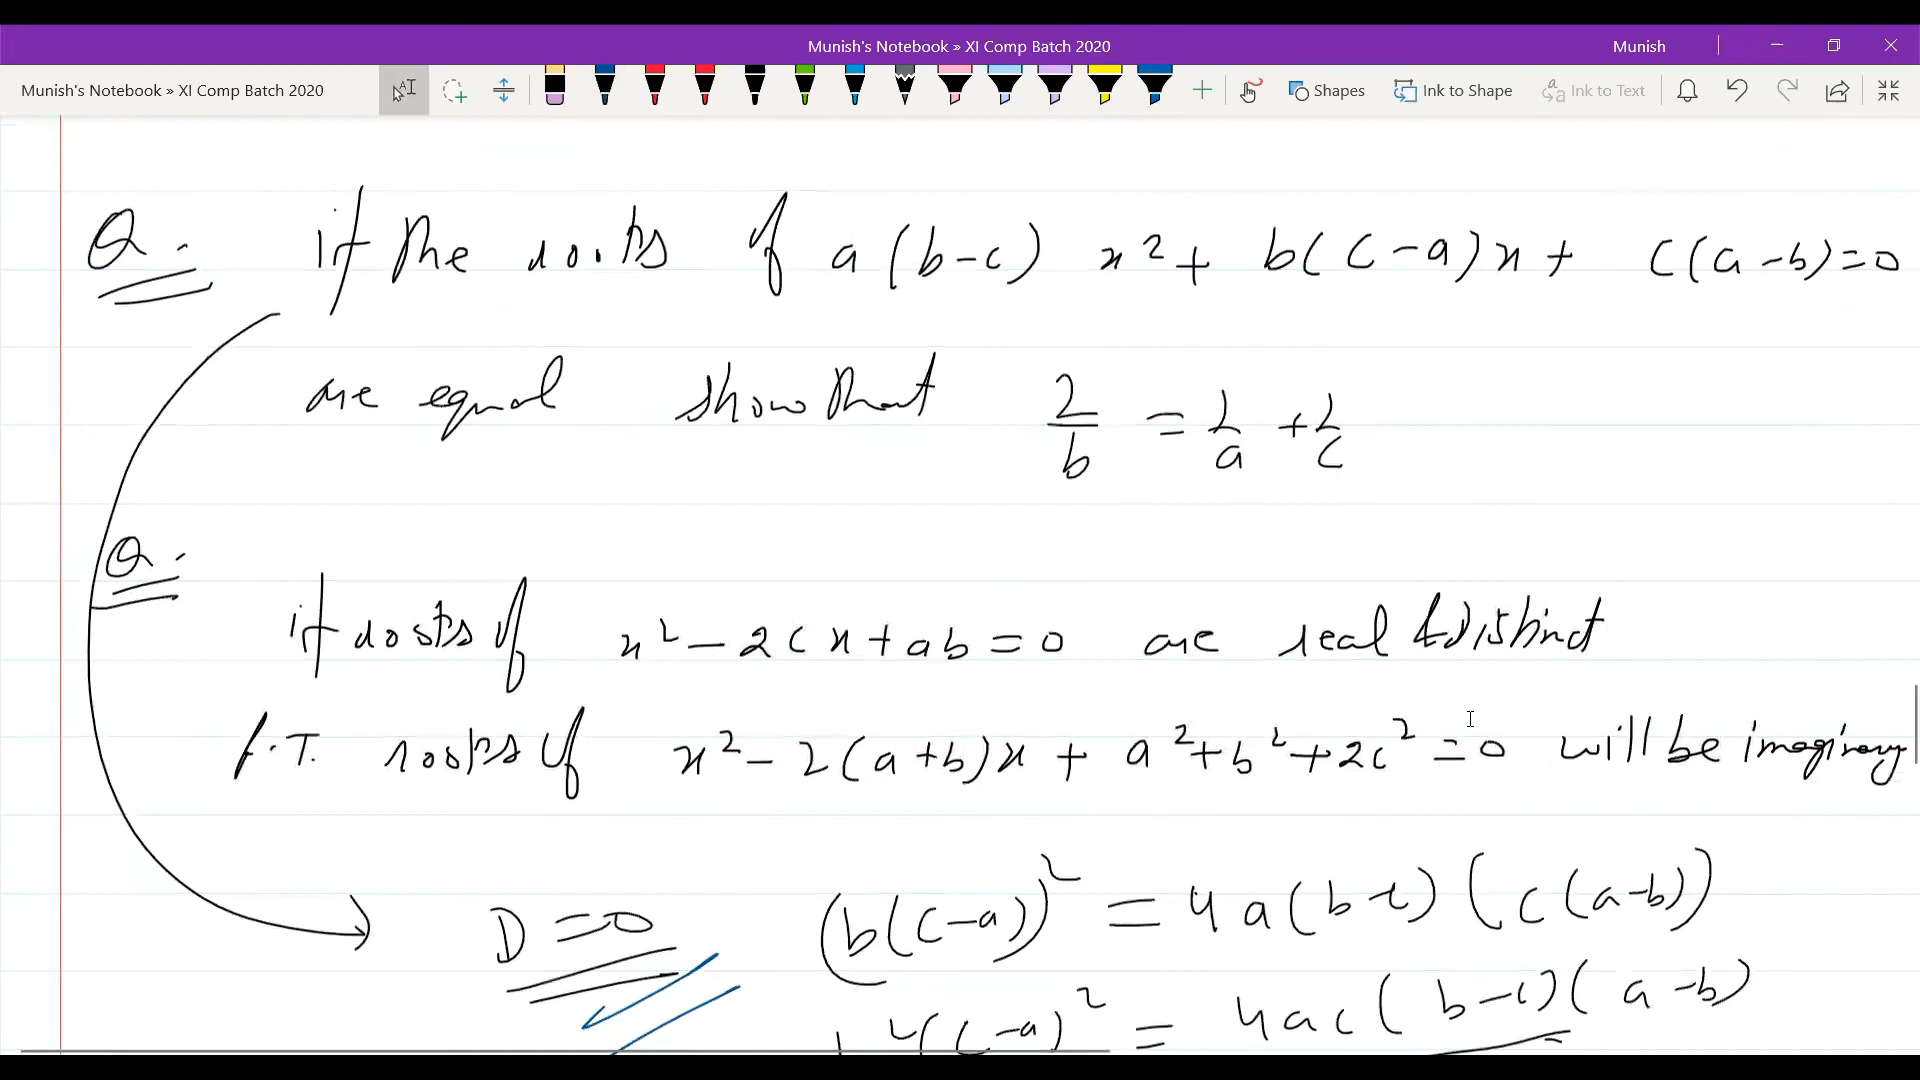 Munish's Notebook » XI Comp Batch 2020
Munish
Munish's Notebook » XI Comp Batch 2020
Shapes
Ink to Shape
Ink to Text
Q. if the roots of a(b-c) x² + b(c-a)x + c(a-b)=0
are equal show that 2/b = 1/a + 1/c
Q.
if roots of x² - 2cx + ab = 0 are real & distinct
P.T. roots of x² - 2(a+b)x + a² + b² + 2c² = 0 will be imaginary
D = 0 (b(c-a))² = 4a(b-c)(c(a-b))
b²(c-a)² = 4ac(b-c)(a-b)